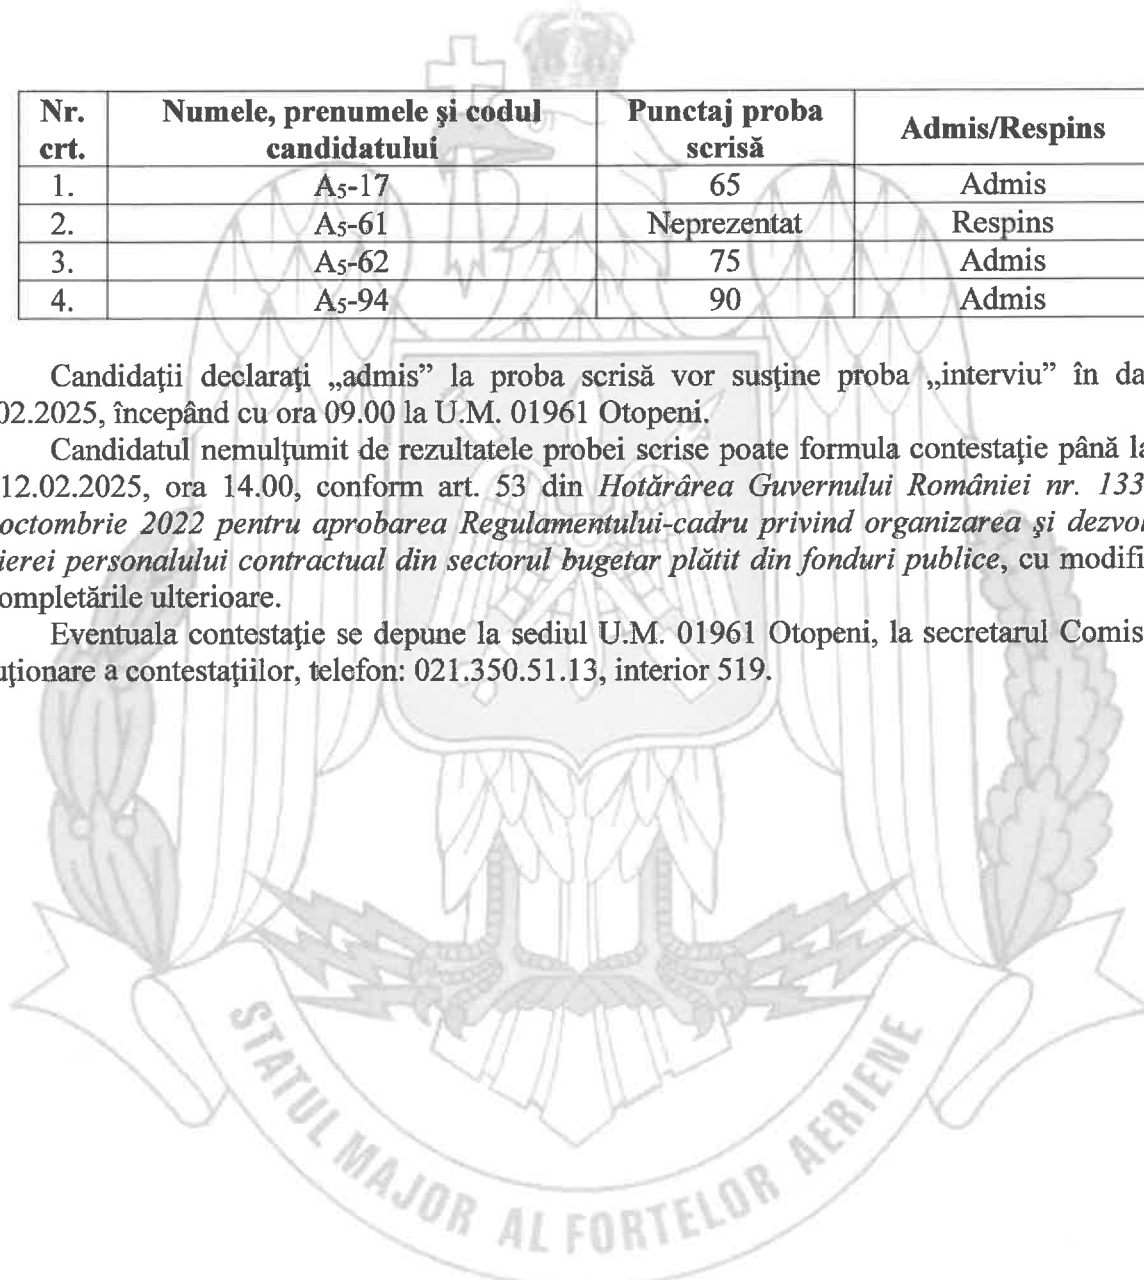 Nr. crt. Numele, prenumele şi codul candidatului Punctaj proba scrisă Admis/Respins
1. A5-17 65 Admis
2. A5-61 Neprezentat Respins
3. A5-62 75 Admis
4. A5-94 90 Admis
Candidaţii declaraţi „admis” la proba scrisă vor susţine proba „interviu” în da
02.2025, începând cu ora 09.00 la U.M. 01961 Otopeni.
Candidatul nemulţumit de rezultatele probei scrise poate formula contestaţie până la
12.02.2025, ora 14.00, conform art. 53 din Hotărârea Guvernului României nr. 133
octombrie 2022 pentru aprobarea Regulamentului-cadru privind organizarea şi dezvol
ierei personalului contractual din sectorul bugetar plătit din fonduri publice, cu modifi
ompletările ulterioare.
Eventuala contestaţie se depune la sediul U.M. 01961 Otopeni, la secretarul Comis
uţionare a contestaţiilor, telefon: 021.350.51.13, interior 519.
STATUL MAJOR AL FORTELOR AERIENE